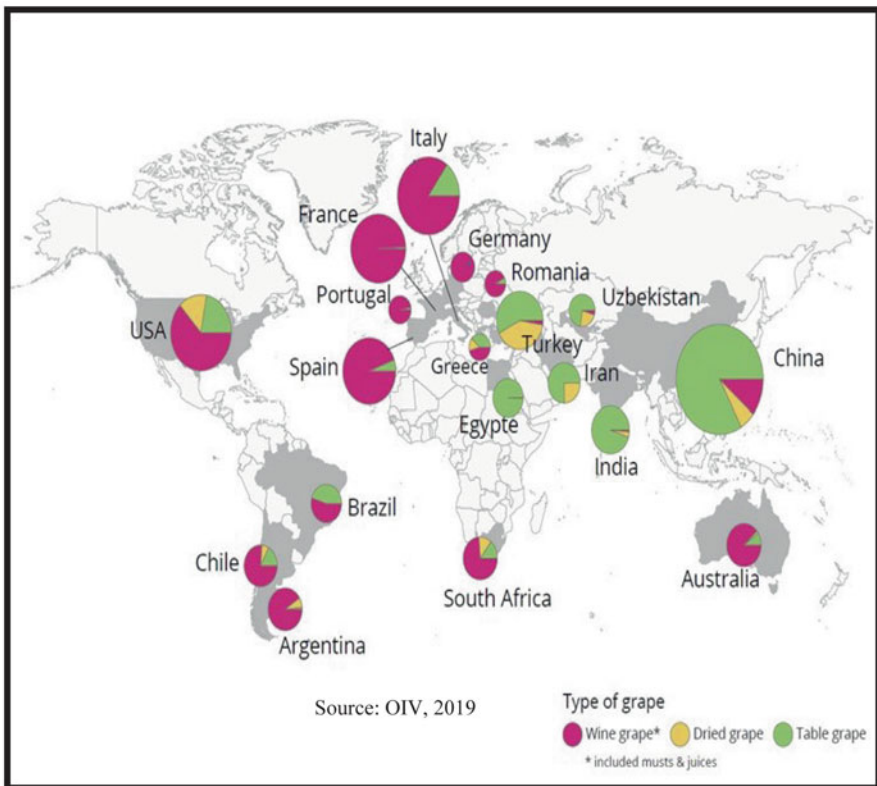 Italy
France
Germany
Romania
Portugal
Uzbekistan
USA
Turkey
China
Spain
Greece
Iran
Egypte
India
Brazil
Chile
Australia
South Africa
Argentina
Source: OIV, 2019
Type of grape
Wine grape* Dried grape Table grape
* included musts & juices